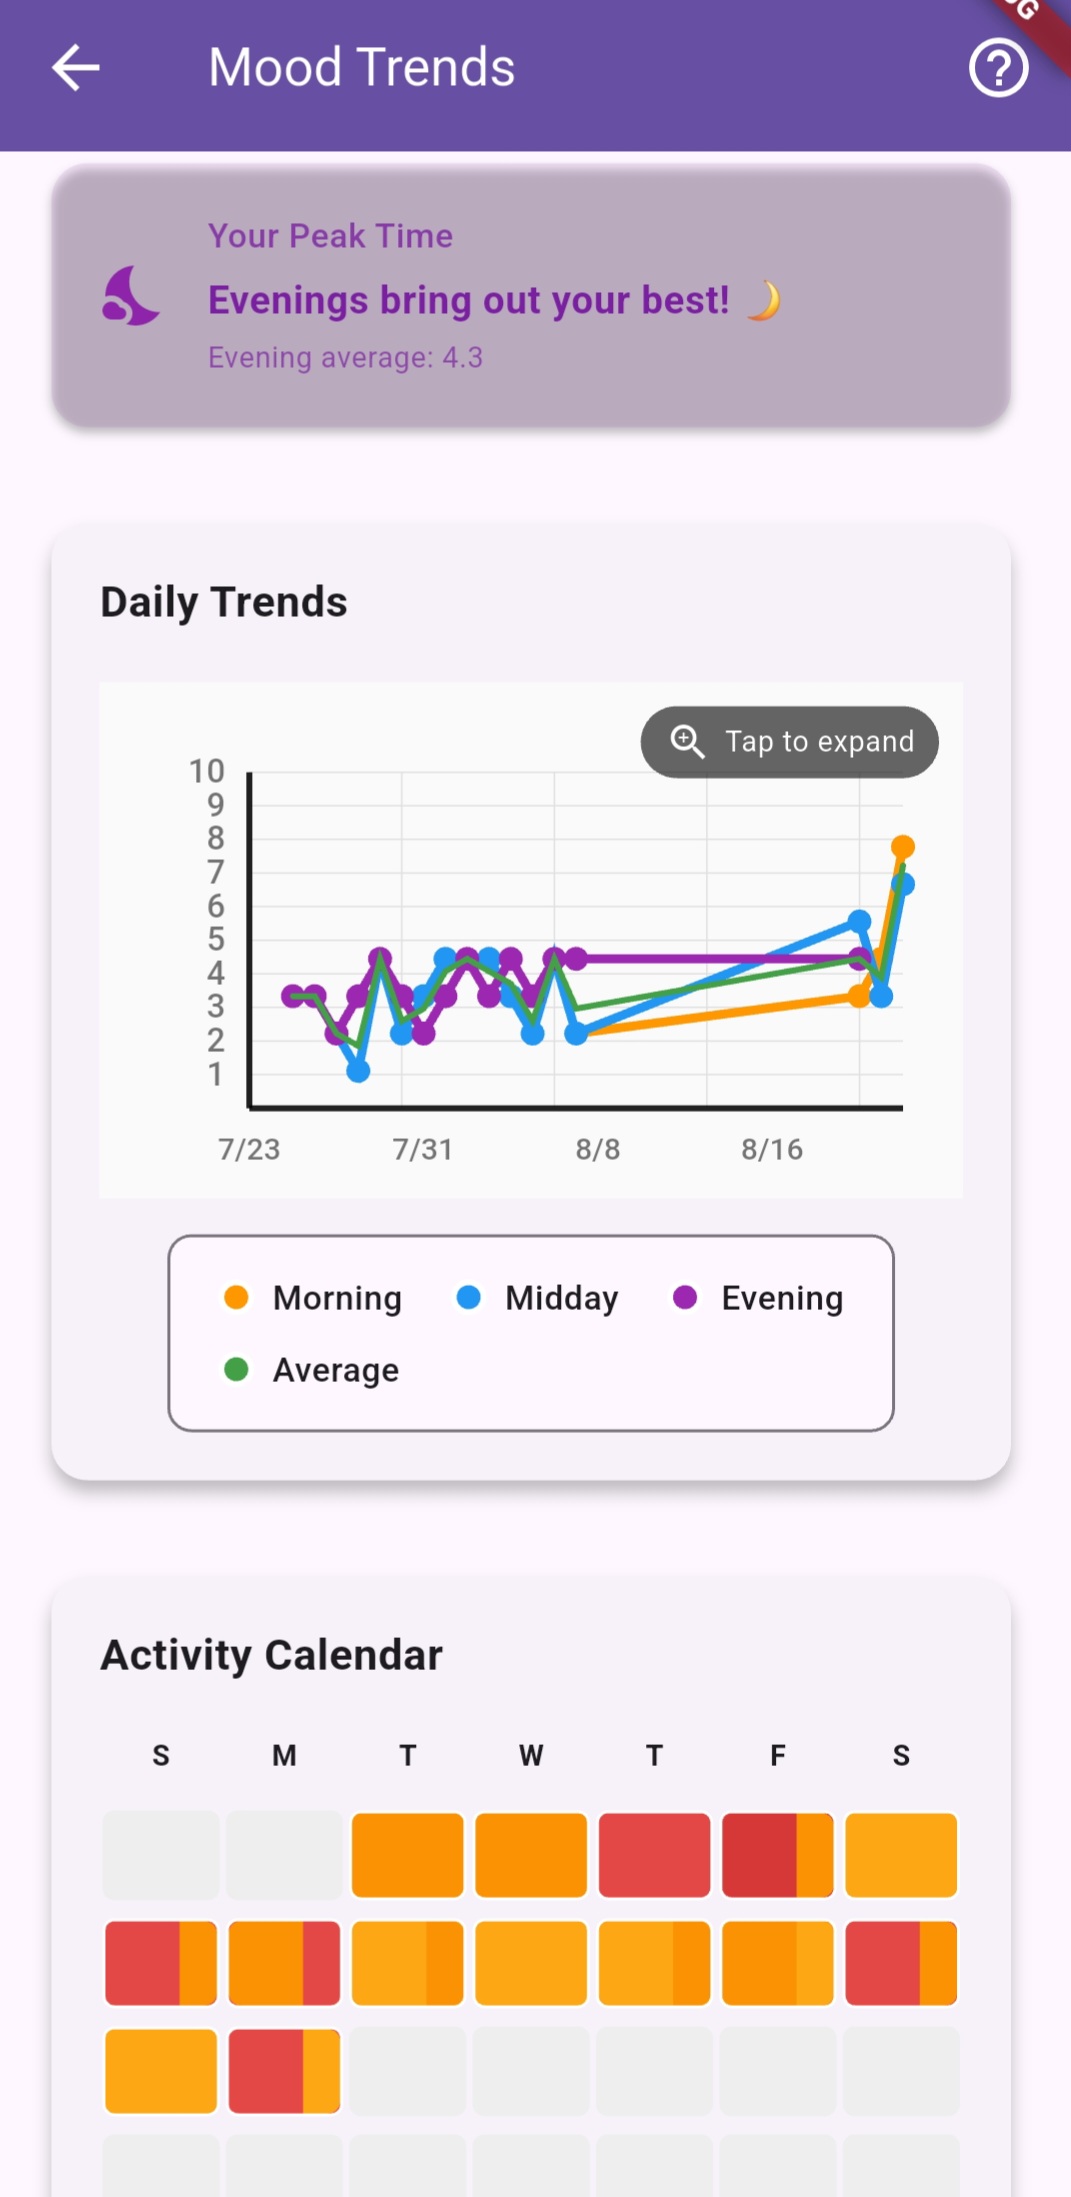 Mood Trends
Your Peak Time
Evenings bring out your best! 🌙
Evening average: 4.3
Daily Trends
Tap to expand
10
9
8
7
6
5
4
3
2
1
7/23 7/31 8/8 8/16
Morning Midday Evening
Average
Activity Calendar
S M T W T F S